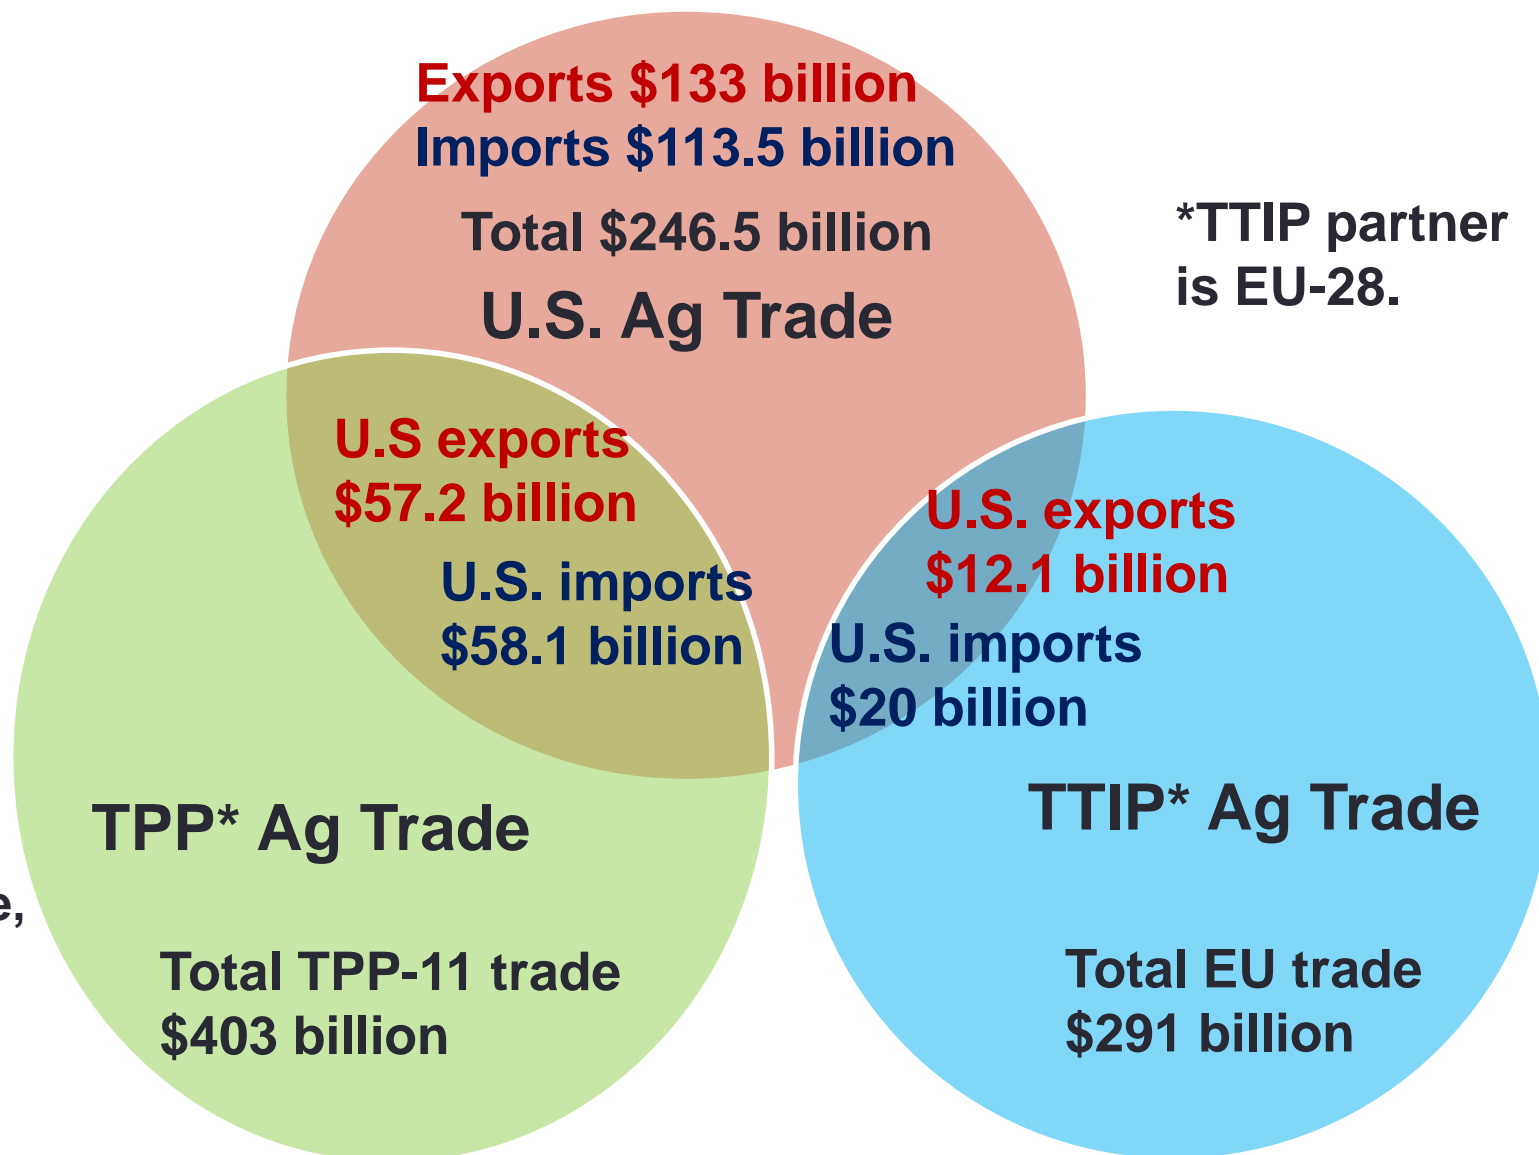 Exports $133 billion
Imports $113.5 billion
Total $246.5 billion
U.S. Ag Trade
*TTIP partner
is EU-28.
U.S exports
$57.2 billion
U.S. imports
$58.1 billion
U.S. exports
$12.1 billion
U.S. imports
$20 billion
TPP* Ag Trade
TTIP* Ag Trade
Total TPP-11 trade
$403 billion
Total EU trade
$291 billion